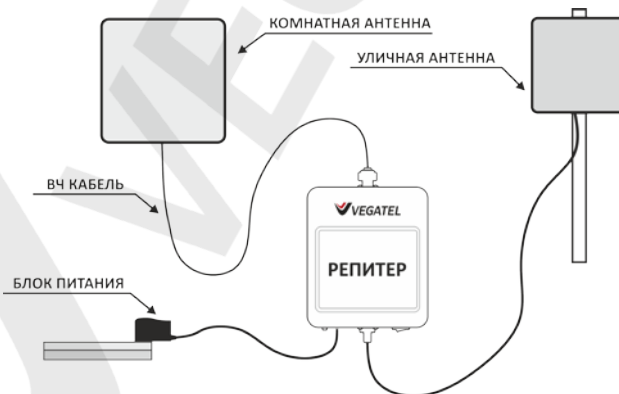 КОМНАТНАЯ АНТЕННА
УЛИЧНАЯ АНТЕННА
ВЧ КАБЕЛЬ
VEGATEL
РЕПИТЕР
БЛОК ПИТАНИЯ